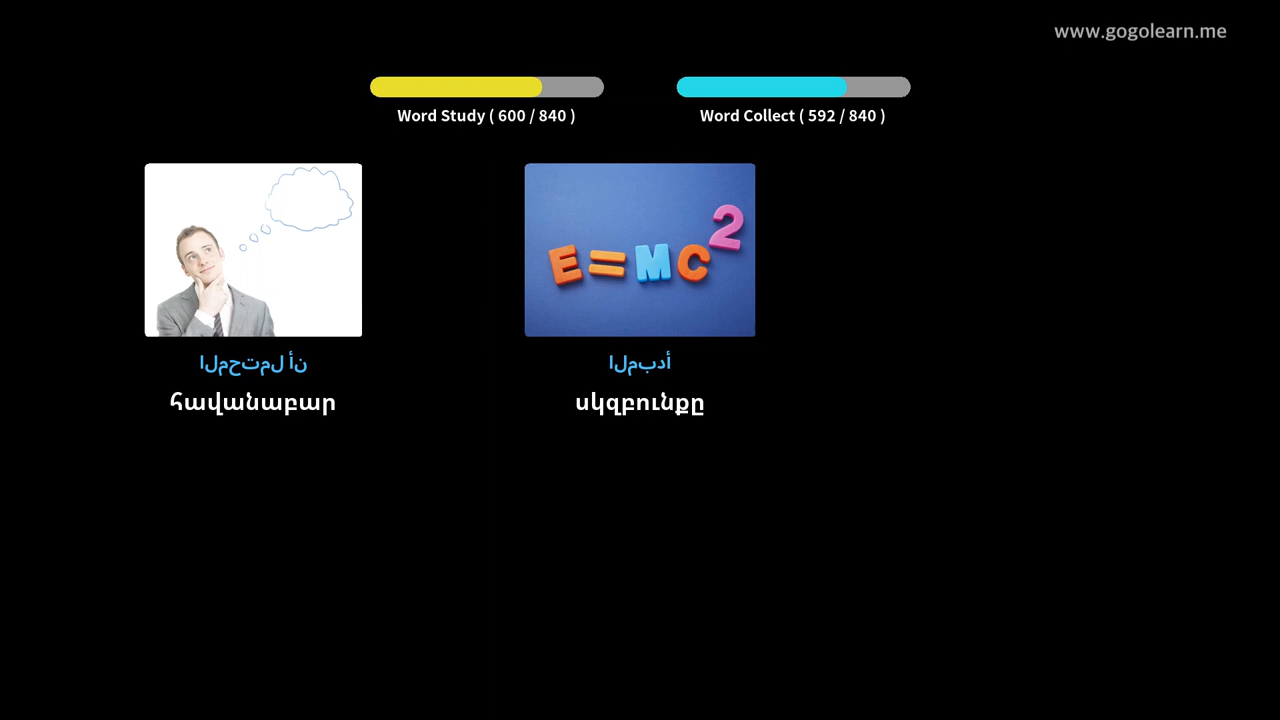 www.gogolearn.me
Word Study ( 600 / 840 )
Word Collect ( 592 / 840 )
E=MC2
المحتمل أن
المبدأ
հավանաբար
սկզբունքը